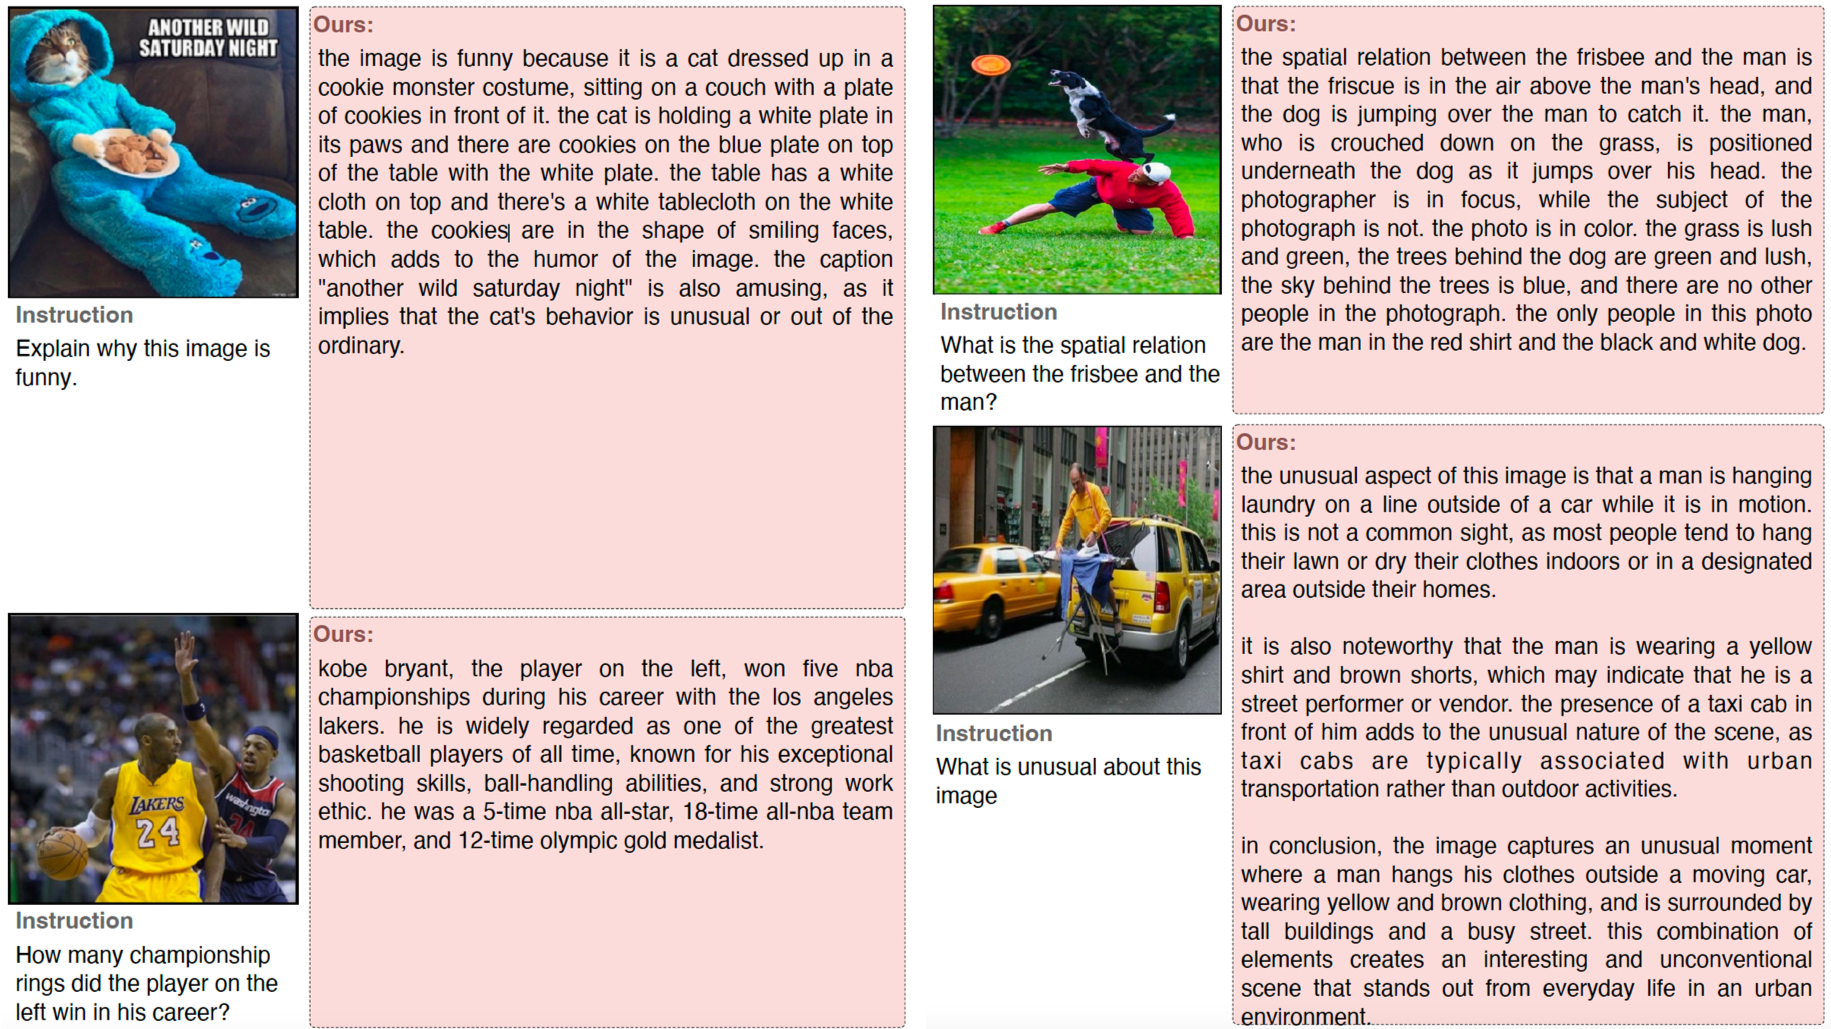 ANOTHER WILD
SATURDAY NIGHT
Instruction
Explain why this image is
funny.
Ours:
the image is funny because it is a cat dressed up in a
cookie monster costume, sitting on a couch with a plate
of cookies in front of it. the cat is holding a white plate in
its paws and there are cookies on the blue plate on top
of the table with the white plate. the table has a white
cloth on top and there's a white tablecloth on the white
table. the cookies are in the shape of smiling faces,
which adds to the humor of the image. the caption
"another wild saturday night" is also amusing, as it
implies that the cat's behavior is unusual or out of the
ordinary.
LAKERS
24
washington
Instruction
How many championship
rings did the player on the
left win in his career?
Ours:
kobe bryant, the player on the left, won five nba
championships during his career with the los angeles
lakers. he is widely regarded as one of the greatest
basketball players of all time, known for his exceptional
shooting skills, ball-handling abilities, and strong work
ethic. he was a 5-time nba all-star, 18-time all-nba team
member, and 12-time olympic gold medalist.
Instruction
What is the spatial relation
between the frisbee and the
man?
Ours:
the spatial relation between the frisbee and the man is
that the friscue is in the air above the man's head, and
the dog is jumping over the man to catch it. the man,
who is crouched down on the grass, is positioned
underneath the dog as it jumps over his head. the
photographer is in focus, while the subject of the
photograph is not. the photo is in color. the grass is lush
and green, the trees behind the dog are green and lush,
the sky behind the trees is blue, and there are no other
people in the photograph. the only people in this photo
are the man in the red shirt and the black and white dog.
Instruction
What is unusual about this
image
Ours:
the unusual aspect of this image is that a man is hanging
laundry on a line outside of a car while it is in motion.
this is not a common sight, as most people tend to hang
their lawn or dry their clothes indoors or in a designated
area outside their homes.
it is also noteworthy that the man is wearing a yellow
shirt and brown shorts, which may indicate that he is a
street performer or vendor. the presence of a taxi cab in
front of him adds to the unusual nature of the scene, as
taxi cabs are typically associated with urban
transportation rather than outdoor activities.
in conclusion, the image captures an unusual moment
where a man hangs his clothes outside a moving car,
wearing yellow and brown clothing, and is surrounded by
tall buildings and a busy street. this combination of
elements creates an interesting and unconventional
scene that stands out from everyday life in an urban
environment.